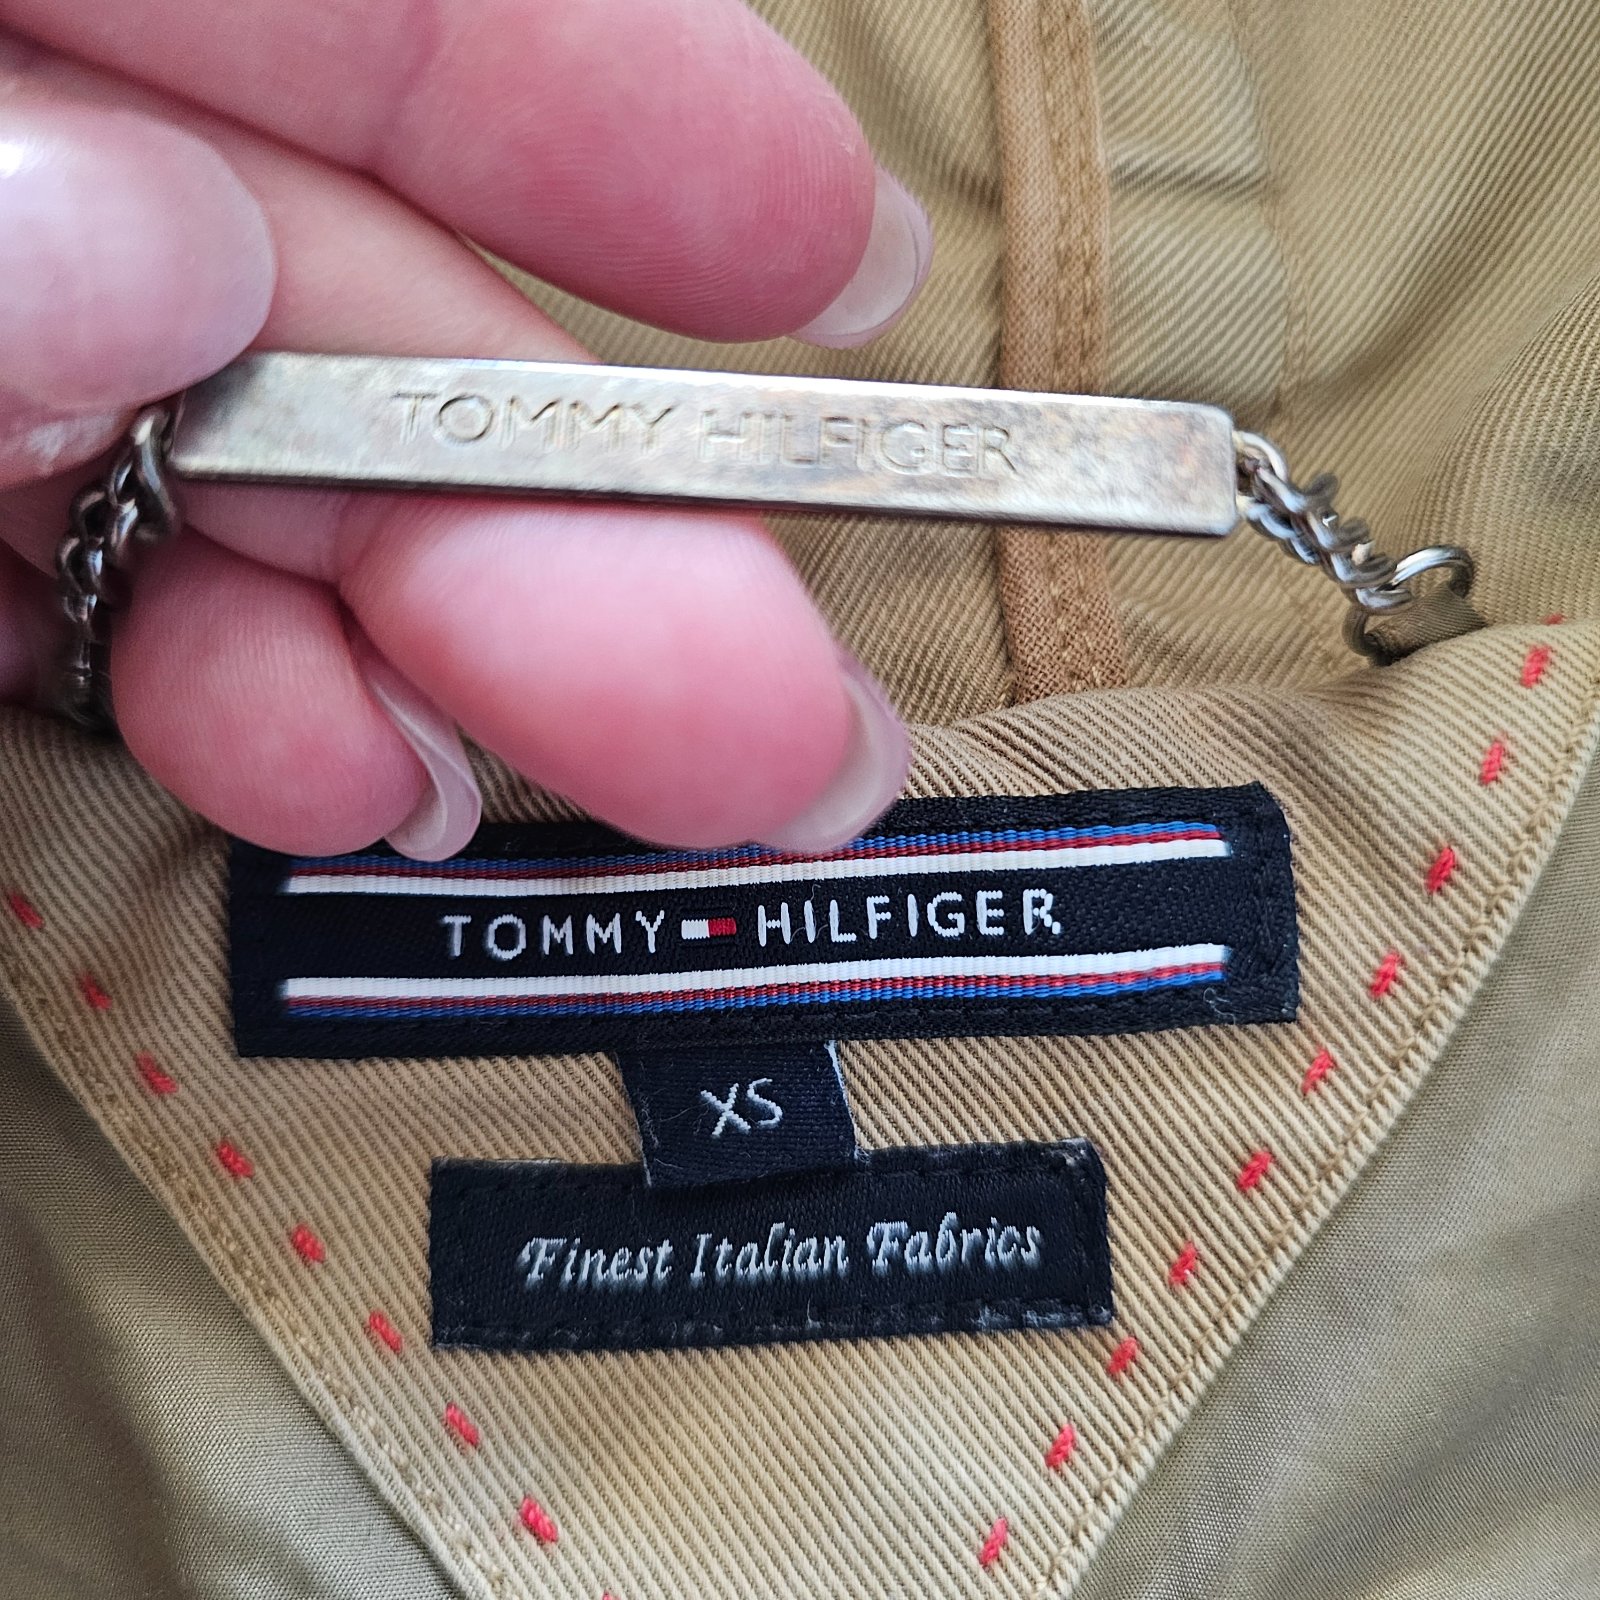 TOMMY HILFIGER
TOMMY HILFIGER
XS
Finest Italian Fabrics